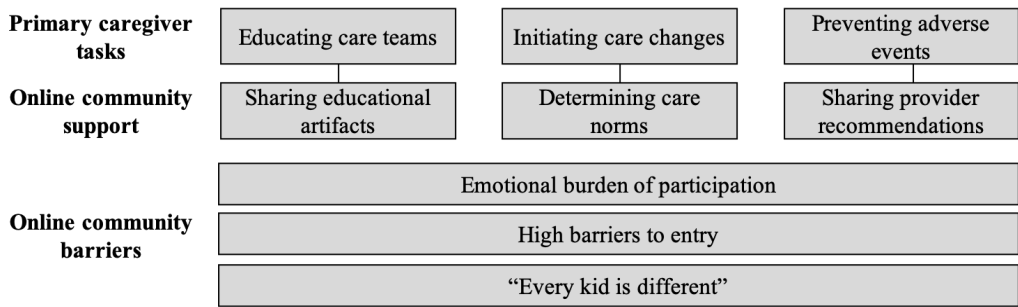 Primary caregiver
tasks
Educating care teams
Initiating care changes
Preventing adverse
events
Online community
support
Sharing educational
artifacts
Determining care
norms
Sharing provider
recommendations
Online community
barriers
Emotional burden of participation
High barriers to entry
“Every kid is different”